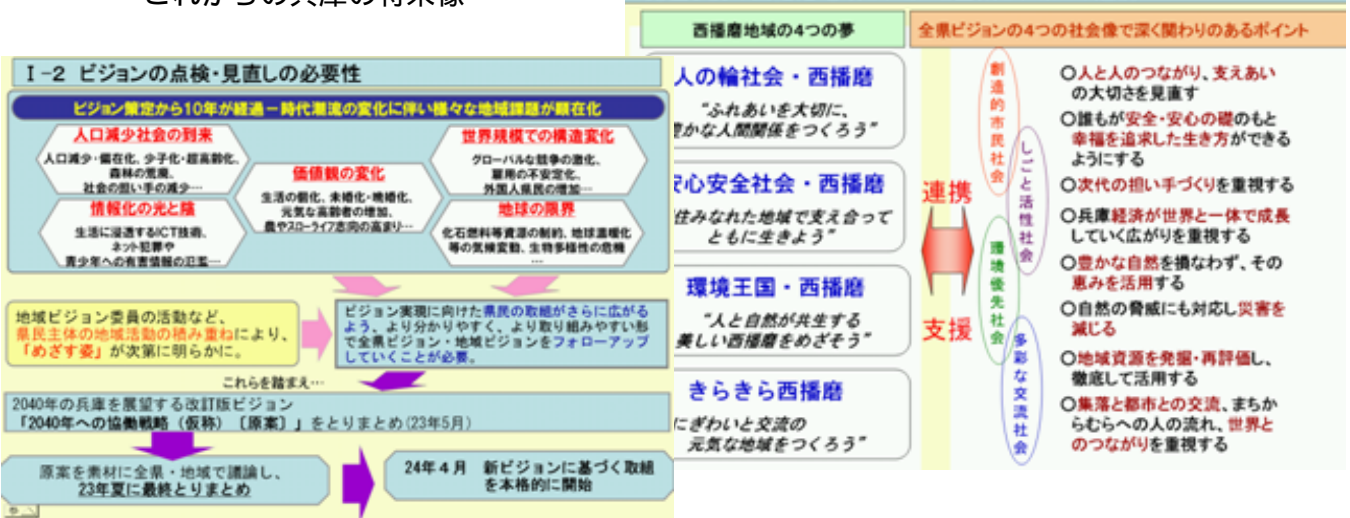 これからの兵庫の将来像
Ⅰ-2 ビジョンの点検・見直しの必要性
ビジョン策定から10年が経過－時代潮流の変化に伴い様々な地域課題が顕在化
人口減少社会の到来
人口減少・偏在化、少子化・超高齢化、
森林の荒廃、
社会の担い手の減少…
情報化の光と陰
生活に浸透するICT技術、
ネット犯罪や
青少年への有害情報の氾濫…
価値観の変化
生活の個化、未婚化・晩婚化、
元気な高齢者の増加、
農やスローライフ志向の高まり…
世界規模での構造変化
グローバルな競争の激化、
雇用の不安定化、
外国人県民の増加…
地球の限界
化石燃料等資源の制約、地球温暖化
等の気候変動、生物多様性の危機
…
地域ビジョン委員の活動など、
県民主体の地域活動の積み重ねにより、
「めざす姿」が次第に明らかに。
ビジョン実現に向けた県民の取組がさらに広がる
よう、より分かりやすく、より取り組みやすい形
で全県ビジョン・地域ビジョンをフォローアップ
していくことが必要。
これらを踏まえ…
2040年の兵庫を展望する改訂版ビジョン
「2040年への協働戦略（仮称）〔原案〕」をとりまとめ(23年5月)
原案を素材に全県・地域で議論し、
23年夏に最終とりまとめ
24年４月 新ビジョンに基づく取組
を本格的に開始
西播磨地域の4つの夢
人の輪社会・西播磨
“ふれあいを大切に、
豊かな人間関係をつくろう”
安心安全社会・西播磨
住みなれた地域で支え合って
ともに生きよう”
環境王国・西播磨
“人と自然が共生する
美しい西播磨をめざそう”
きらきら西播磨
にぎわいと交流の
元気な地域をつくろう”
連携
支援
全県ビジョンの4つの社会像で深く関わりのあるポイント
創造的市民社会
しごと活性社会
環境優先社会
多彩な交流社会
○人と人のつながり、支えあい
の大切さを見直す
○誰もが安全・安心の礎のもと
幸福を追求した生き方ができる
ようにする
○次代の担い手づくりを重視する
○兵庫経済が世界と一体で成長
していく広がりを重視する
○豊かな自然を損なわず、その
恵みを活用する
○自然の脅威にも対応し災害を
減じる
○地域資源を発掘・再評価し、
徹底して活用する
○集落と都市との交流、まちか
らむらへの人の流れ、世界と
のつながりを重視する